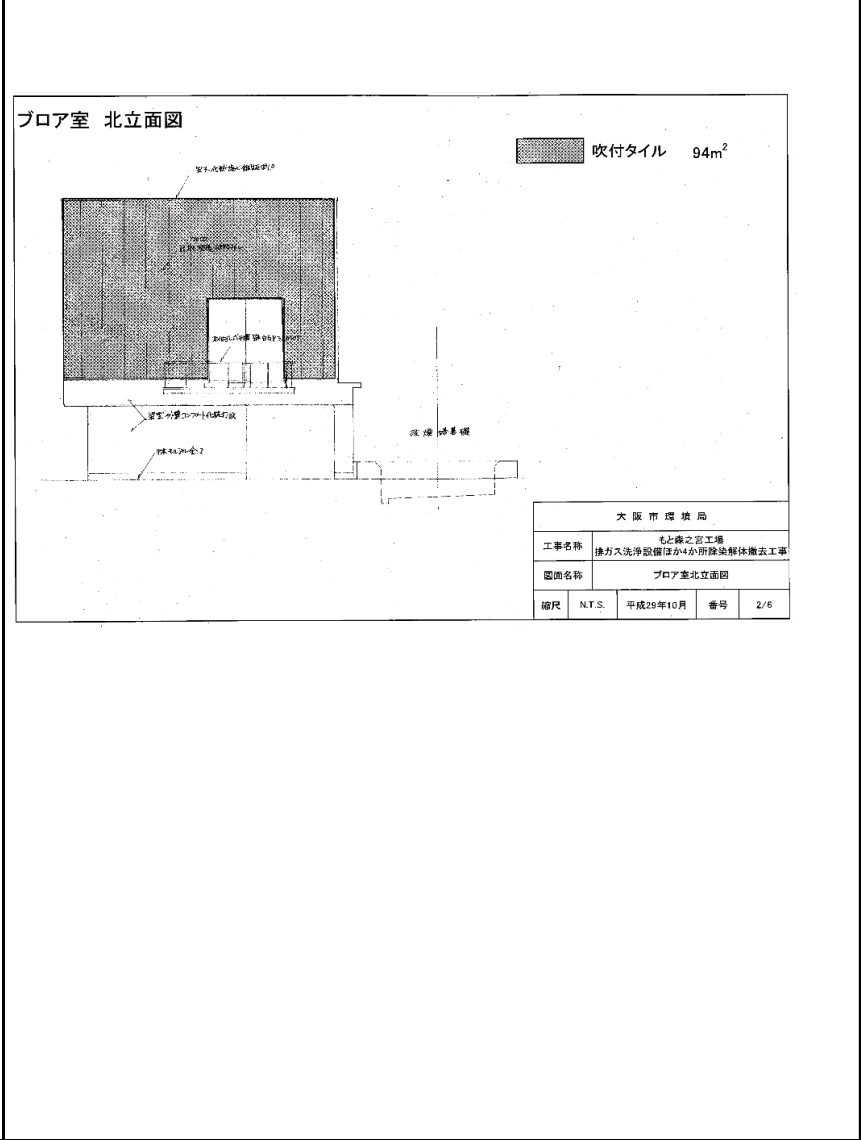 ブロア室 北立面図
吹付タイル 94m²
煙突基礎
大阪市環境局
工事名称
もと森之宮工場
排ガス洗浄設備ほか4か所除染解体撤去工事
図面名称 ブロア室北立面図
縮尺 N.T.S. 平成29年10月 番号 2/6